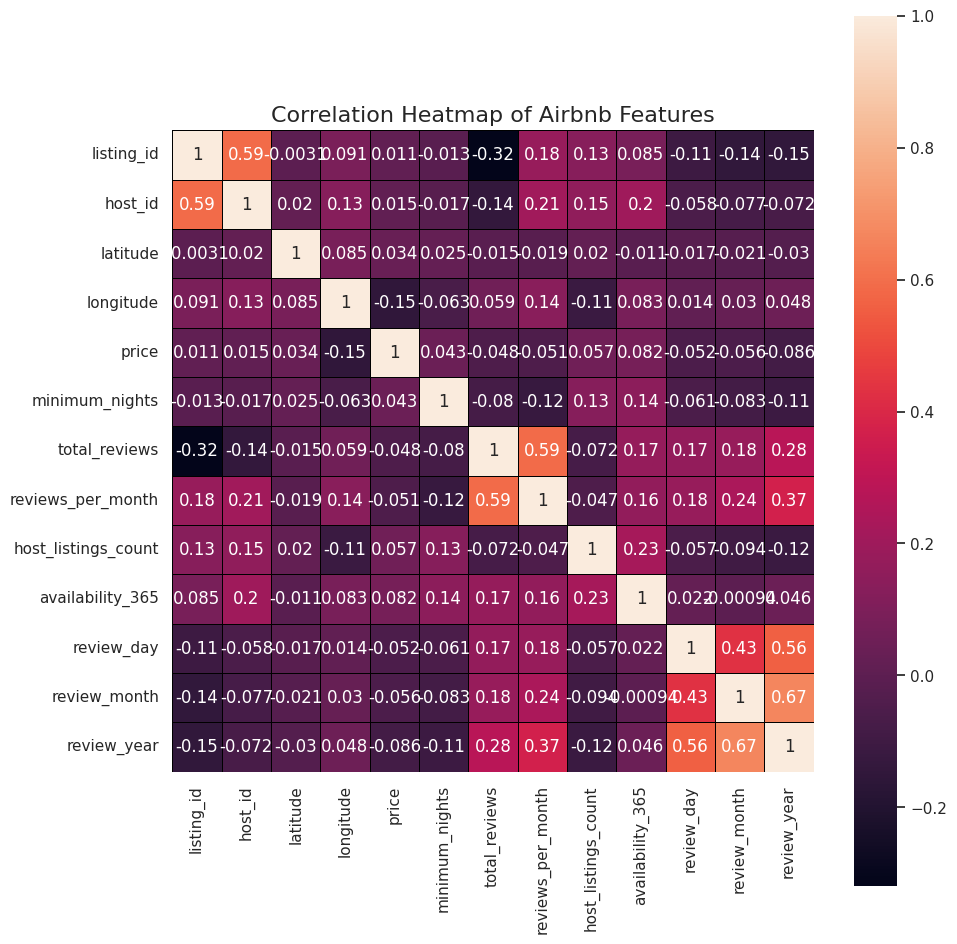 Correlation Heatmap of Airbnb Features
listing_id 1 0.59 -0.0031 0.091 0.011 -0.013 -0.32 0.18 0.13 0.085 -0.11 -0.14 -0.15
host_id 0.59 1 0.02 0.13 0.015 -0.017 -0.14 0.21 0.15 0.2 -0.058 -0.077 -0.072
latitude 0.0031 0.02 1 0.085 0.034 0.025 -0.015 -0.019 0.02 -0.011 -0.017 -0.021 -0.03
longitude 0.091 0.13 0.085 1 -0.15 -0.063 0.059 0.14 -0.11 0.083 0.014 0.03 0.048
price 0.011 0.015 0.034 -0.15 1 0.043 -0.048 -0.051 0.057 0.082 -0.052 -0.056 -0.086
minimum_nights -0.013 -0.017 0.025 -0.063 0.043 1 -0.08 -0.12 0.13 0.14 -0.061 -0.083 -0.11
total_reviews -0.32 -0.14 -0.015 0.059 -0.048 -0.08 1 0.59 -0.072 0.17 0.17 0.18 0.28
reviews_per_month 0.18 0.21 -0.019 0.14 -0.051 -0.12 0.59 1 -0.047 0.16 0.18 0.24 0.37
host_listings_count 0.13 0.15 0.02 -0.11 0.057 0.13 -0.072 -0.047 1 0.23 -0.057 -0.094 -0.12
availability_365 0.085 0.2 -0.011 0.083 0.082 0.14 0.17 0.16 0.23 1 0.022 -0.00094 0.046
review_day -0.11 -0.058 -0.017 0.014 -0.052 -0.061 0.17 0.18 -0.057 0.022 1 0.43 0.56
review_month -0.14 -0.077 -0.021 0.03 -0.056 -0.083 0.18 0.24 -0.094 -0.00094 0.43 1 0.67
review_year -0.15 -0.072 -0.03 0.048 -0.086 -0.11 0.28 0.37 -0.12 0.046 0.56 0.67 1
listing_id
host_id
latitude
longitude
price
minimum_nights
total_reviews
reviews_per_month
host_listings_count
availability_365
review_day
review_month
review_year
1.0
0.8
0.6
0.4
0.2
0.0
−0.2